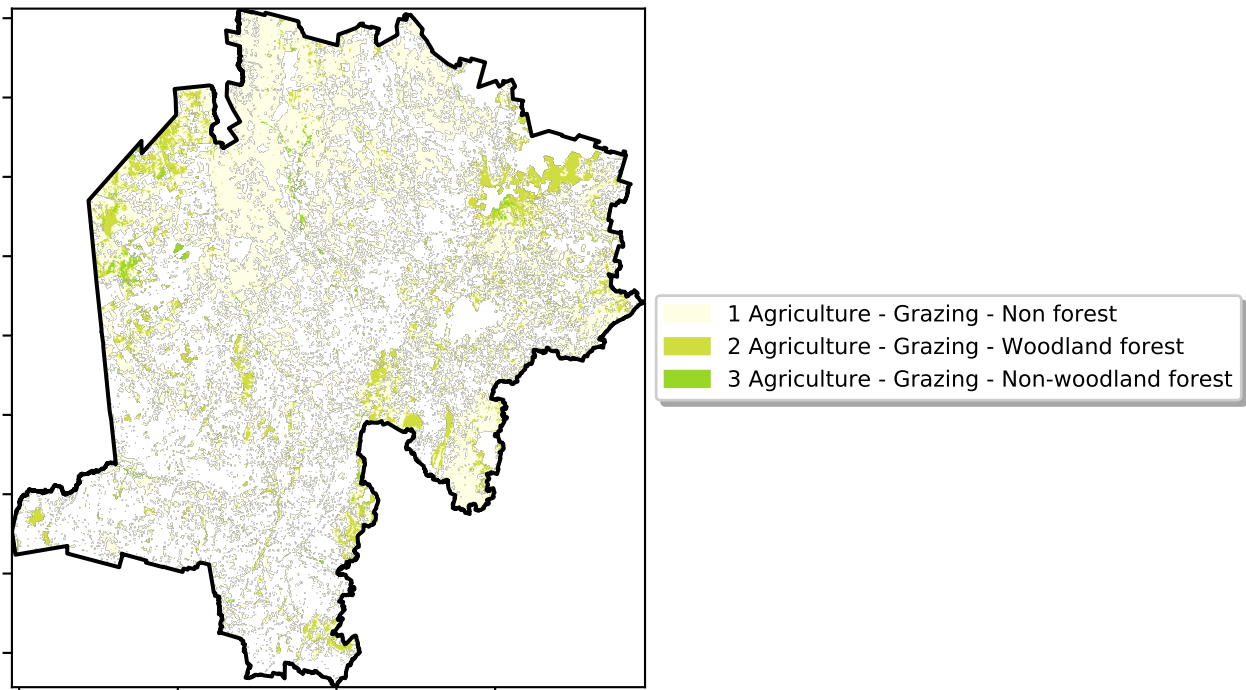 1 Agriculture - Grazing - Non forest
2 Agriculture - Grazing - Woodland forest
3 Agriculture - Grazing - Non-woodland forest